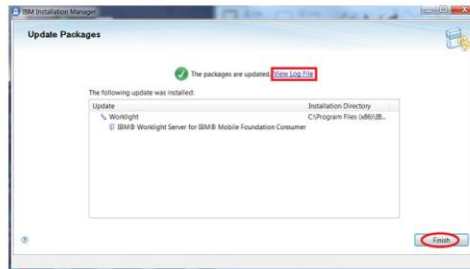 IBM Installation Manager
Update Packages
The packages are updated. View Log File
The following update was installed:
Update Installation Directory
Worklight C:\Program Files (x86)\IB...
IBM® Worklight Server for IBM® Mobile Foundation Consumer
Finish